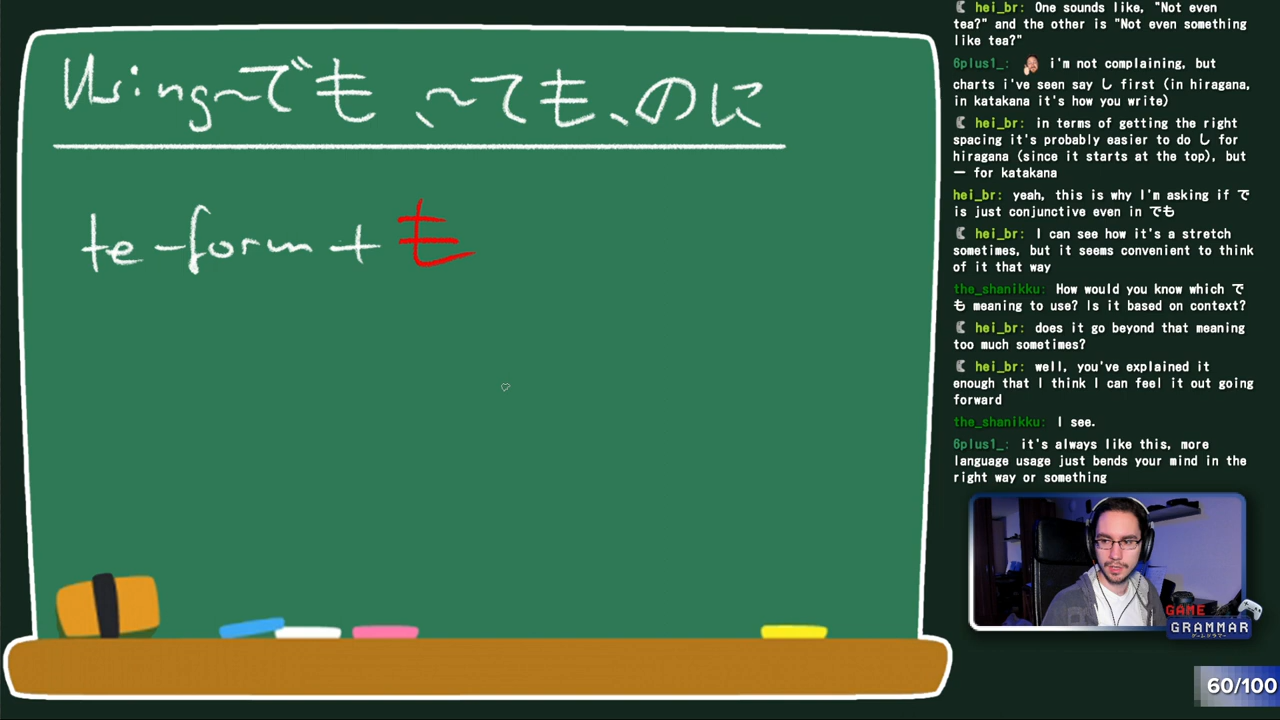 Using〜でも、〜ても、のに
te-form + も
hei_br: One sounds like, "Not even
tea?" and the other is "Not even something
like tea?"
6plus1_: i'm not complaining, but
charts i've seen say し first (in hiragana,
in katakana it's how you write)
hei_br: in terms of getting the right
spacing it's probably easier to do し for
hiragana (since it starts at the top), but
一 for katakana
hei_br: yeah, this is why I'm asking if で
is just conjunctive even in でも
hei_br: I can see how it's a stretch
sometimes, but it seems convenient to think
of it that way
the_shanikku: How would you know which で
も meaning to use? Is it based on context?
hei_br: does it go beyond that meaning
too much sometimes?
hei_br: well, you've explained it
enough that I think I can feel it out going
forward
the_shanikku: I see.
6plus1_: it's always like this, more
language usage just bends your mind in the
right way or something
GAME
GRAMMAR
ゲームグラマー
60/100